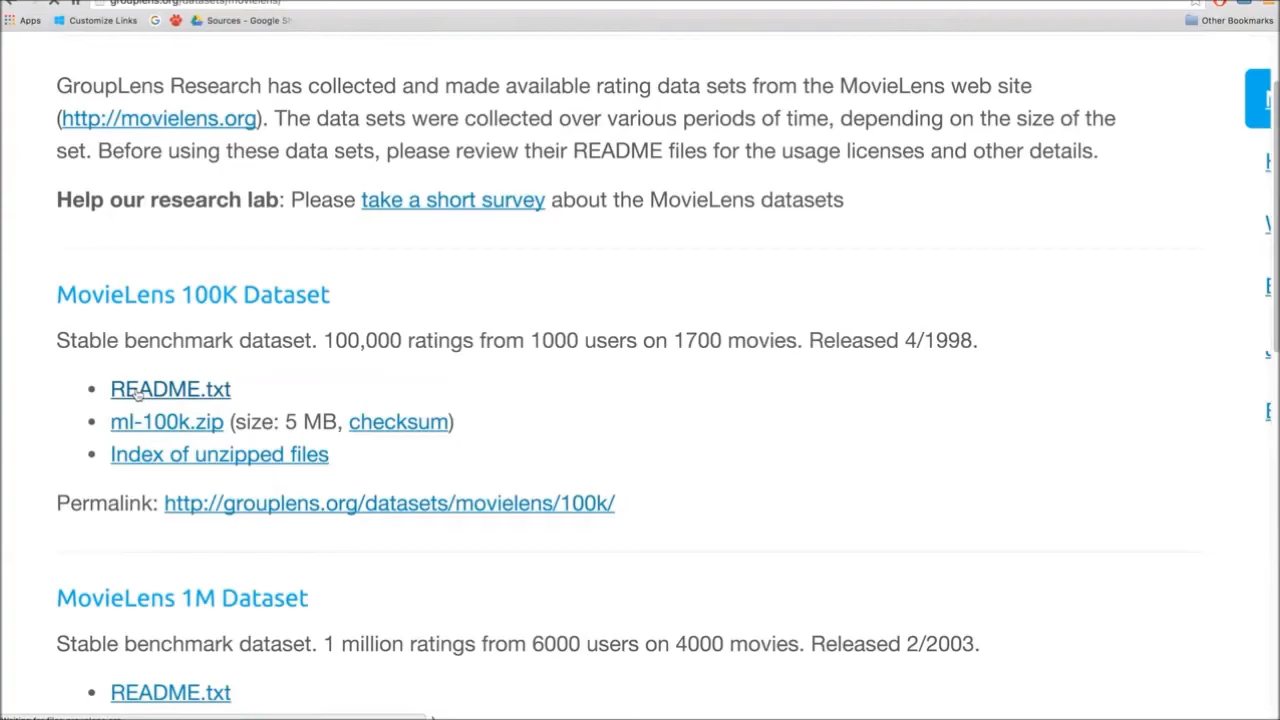 grouplens.org/datasets/movielens/
Apps Customize Links Sources - Google Sh Other Bookmarks
GroupLens Research has collected and made available rating data sets from the MovieLens web site
(http://movielens.org). The data sets were collected over various periods of time, depending on the size of the
set. Before using these data sets, please review their README files for the usage licenses and other details.
Help our research lab: Please take a short survey about the MovieLens datasets
MovieLens 100K Dataset
Stable benchmark dataset. 100,000 ratings from 1000 users on 1700 movies. Released 4/1998.
• README.txt
• ml-100k.zip (size: 5 MB, checksum)
• Index of unzipped files
Permalink: http://grouplens.org/datasets/movielens/100k/
MovieLens 1M Dataset
Stable benchmark dataset. 1 million ratings from 6000 users on 4000 movies. Released 2/2003.
• README.txt